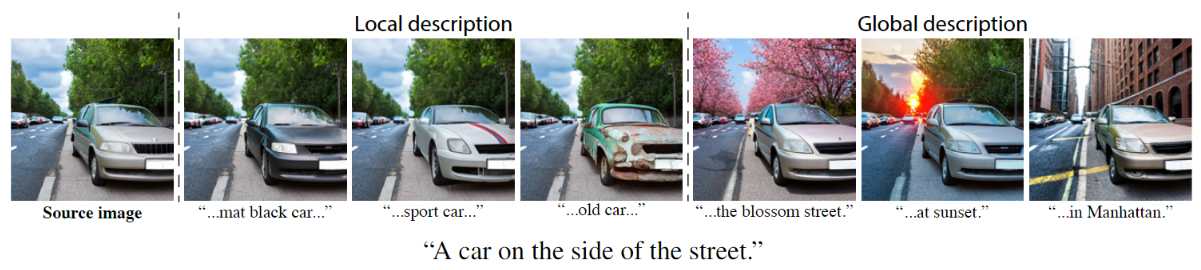 Local description
Global description
Source image
“...mat black car...”
“...sport car...”
“...old car...”
“...the blossom street.”
“...at sunset.”
“...in Manhattan.”
“A car on the side of the street.”